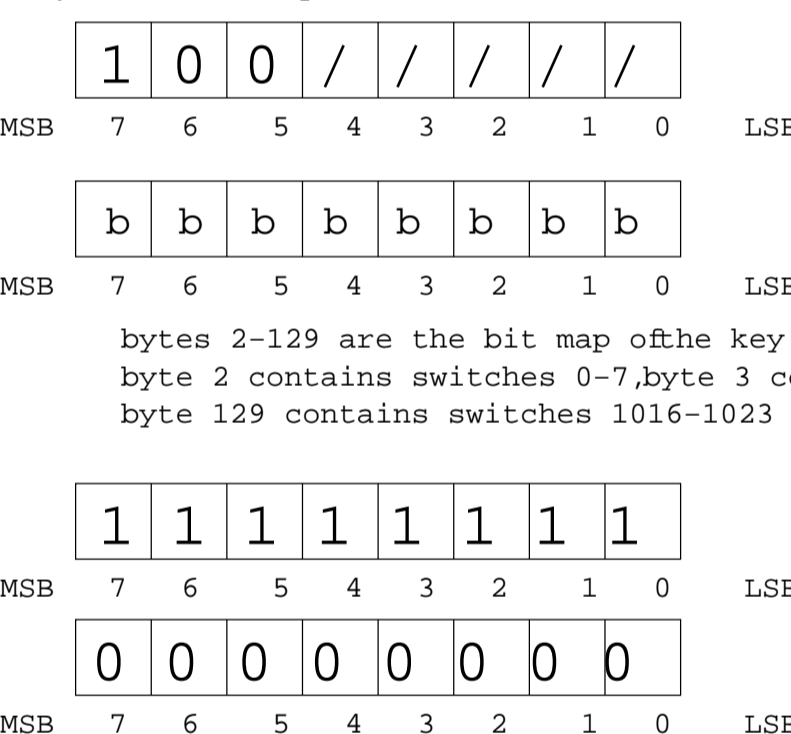 1 0 0 / / / / /
MSB 7 6 5 4 3 2 1 0 LSB
b b b b b b b b
MSB 7 6 5 4 3 2 1 0 LSB
bytes 2-129 are the bit map ofthe key
byte 2 contains switches 0-7,byte 3
byte 129 contains switches 1016-1023
1 1 1 1 1 1 1 1
MSB 7 6 5 4 3 2 1 0 LSB
0 0 0 0 0 0 0 0
MSB 7 6 5 4 3 2 1 0 LSB